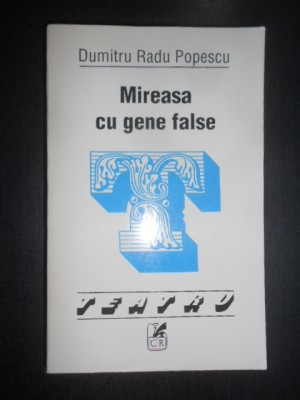 Dumitru Radu Popescu
Mireasa
cu gene false
T
TEATRU
CR